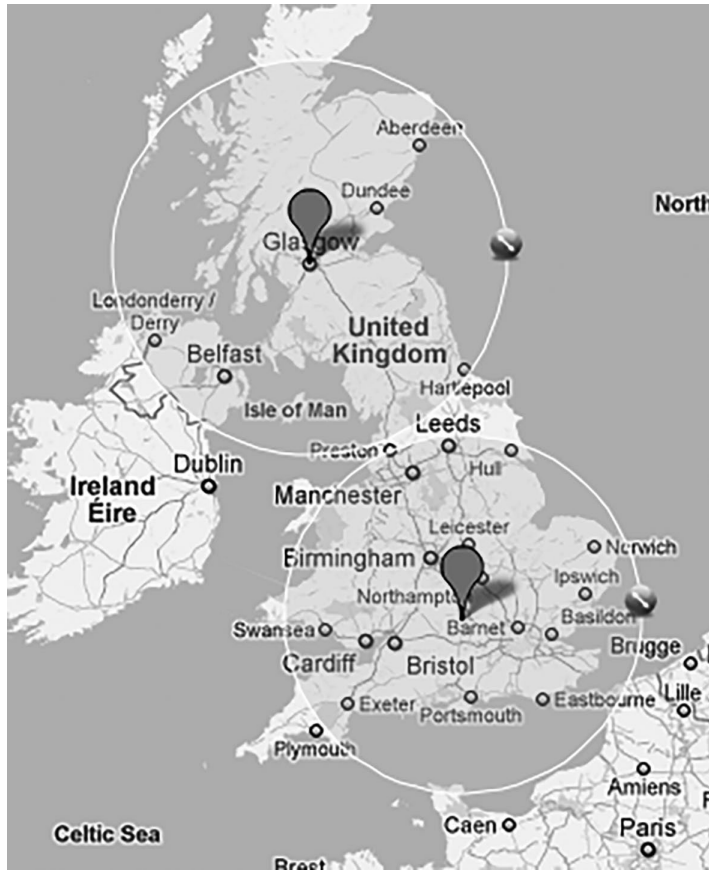 Aberdeen
North
Dundee
Glasgow
Londonderry /
Derry
United
Kingdom
Belfast
Hartlepool
Isle of Man
Leeds
Preston
Hull
Dublin
Ireland
Éire
Manchester
Leicester
Birmingham
Norwich
Ipswich
Northampton
Basildon
Barnet
Swansea
Cardiff
Bristol
Brugge
Exeter
Portsmouth
Eastbourne
Lille
Plymouth
Amiens
Celtic Sea
Caen
Paris
Brest